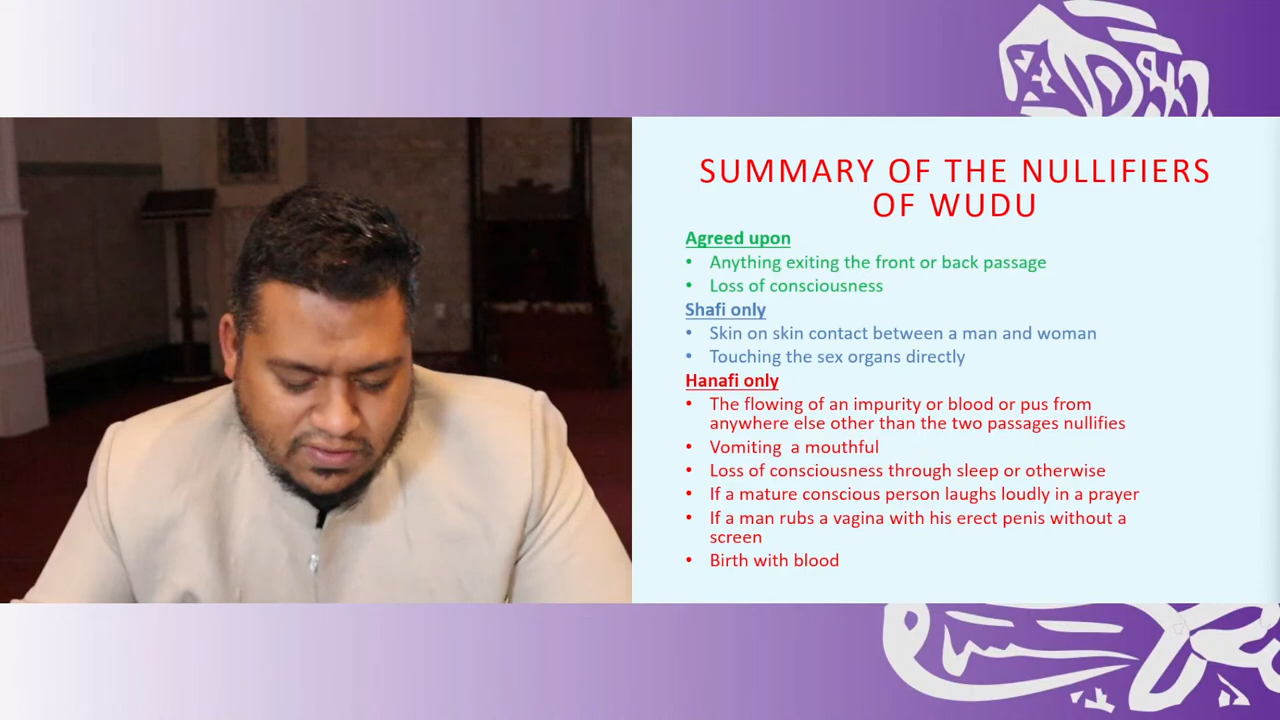 SUMMARY OF THE NULLIFIERS
OF WUDU
Agreed upon
• Anything exiting the front or back passage
• Loss of consciousness
Shafi only
• Skin on skin contact between a man and woman
• Touching the sex organs directly
Hanafi only
• The flowing of an impurity or blood or pus from
anywhere else other than the two passages nullifies
• Vomiting  a mouthful
• Loss of consciousness through sleep or otherwise
• If a mature conscious person laughs loudly in a prayer
• If a man rubs a vagina with his erect penis without a
screen
• Birth with blood